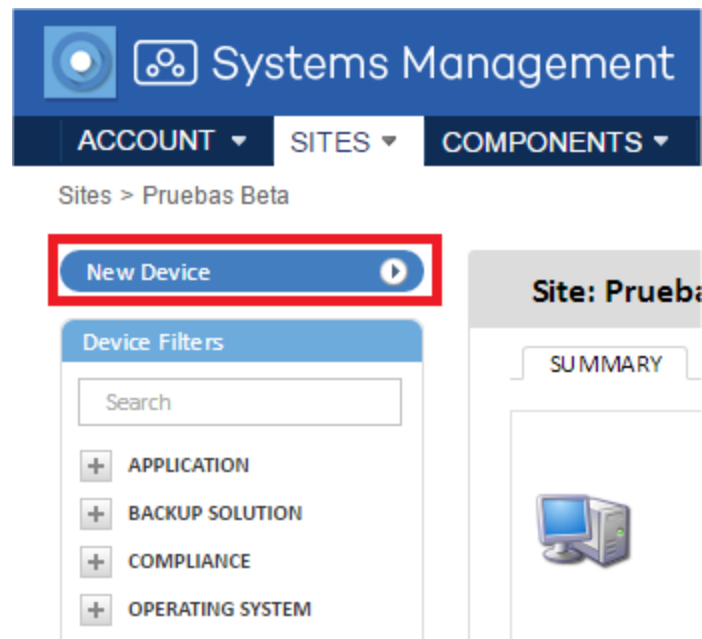 Systems Management
ACCOUNT SITES COMPONENTS
Sites > Pruebas Beta
New Device
Site: Prueba
Device Filters
SUMMARY
Search
APPLICATION
BACKUP SOLUTION
COMPLIANCE
OPERATING SYSTEM